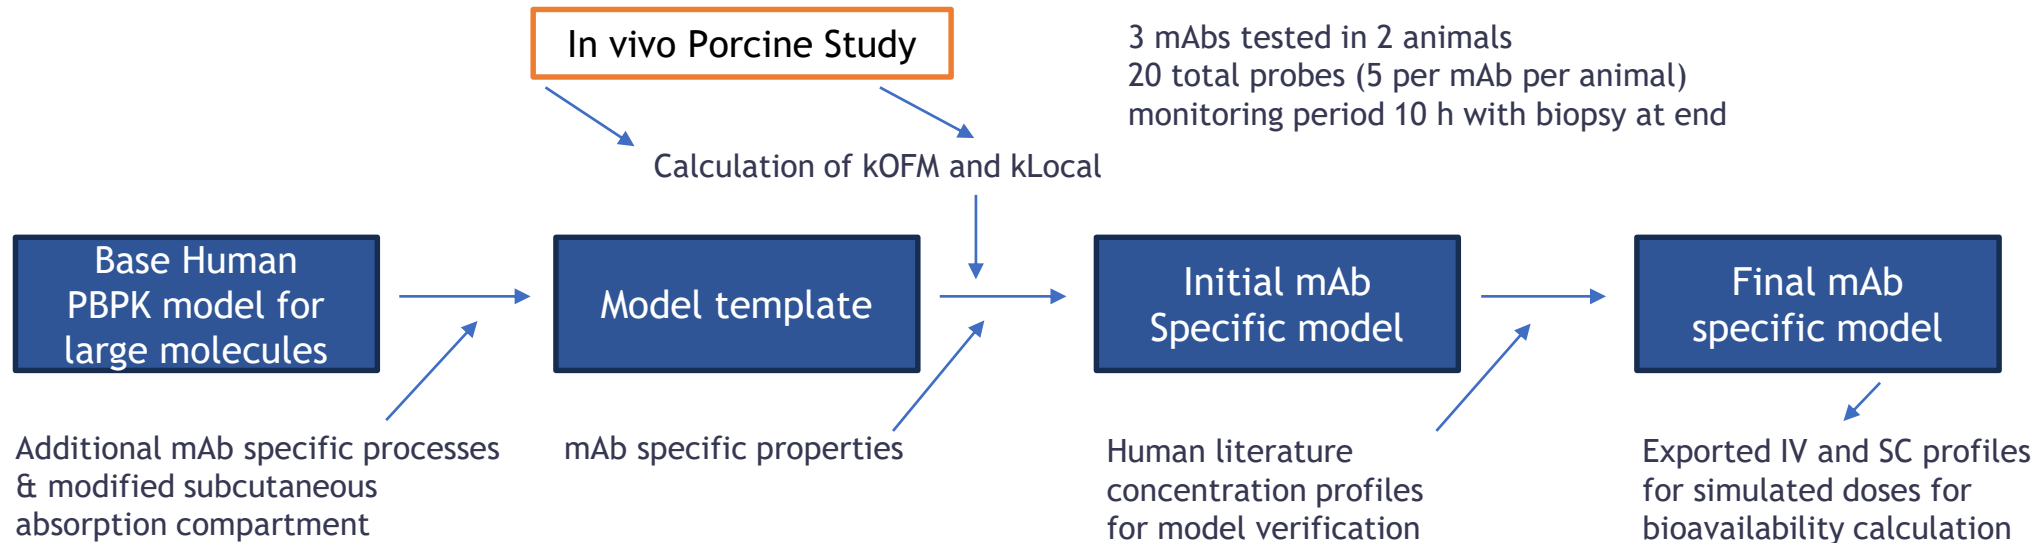 In vivo Porcine Study
3 mAbs tested in 2 animals
20 total probes (5 per mAb per animal)
monitoring period 10 h with biopsy at end
Calculation of kOFM and kLocal
Base Human
PBPK model for
large molecules
Model template
Initial mAb
Specific model
Final mAb
specific model
Additional mAb specific processes
& modified subcutaneous
absorption compartment
mAb specific properties
Human literature
concentration profiles
for model verification
Exported IV and SC profiles
for simulated doses for
bioavailability calculation